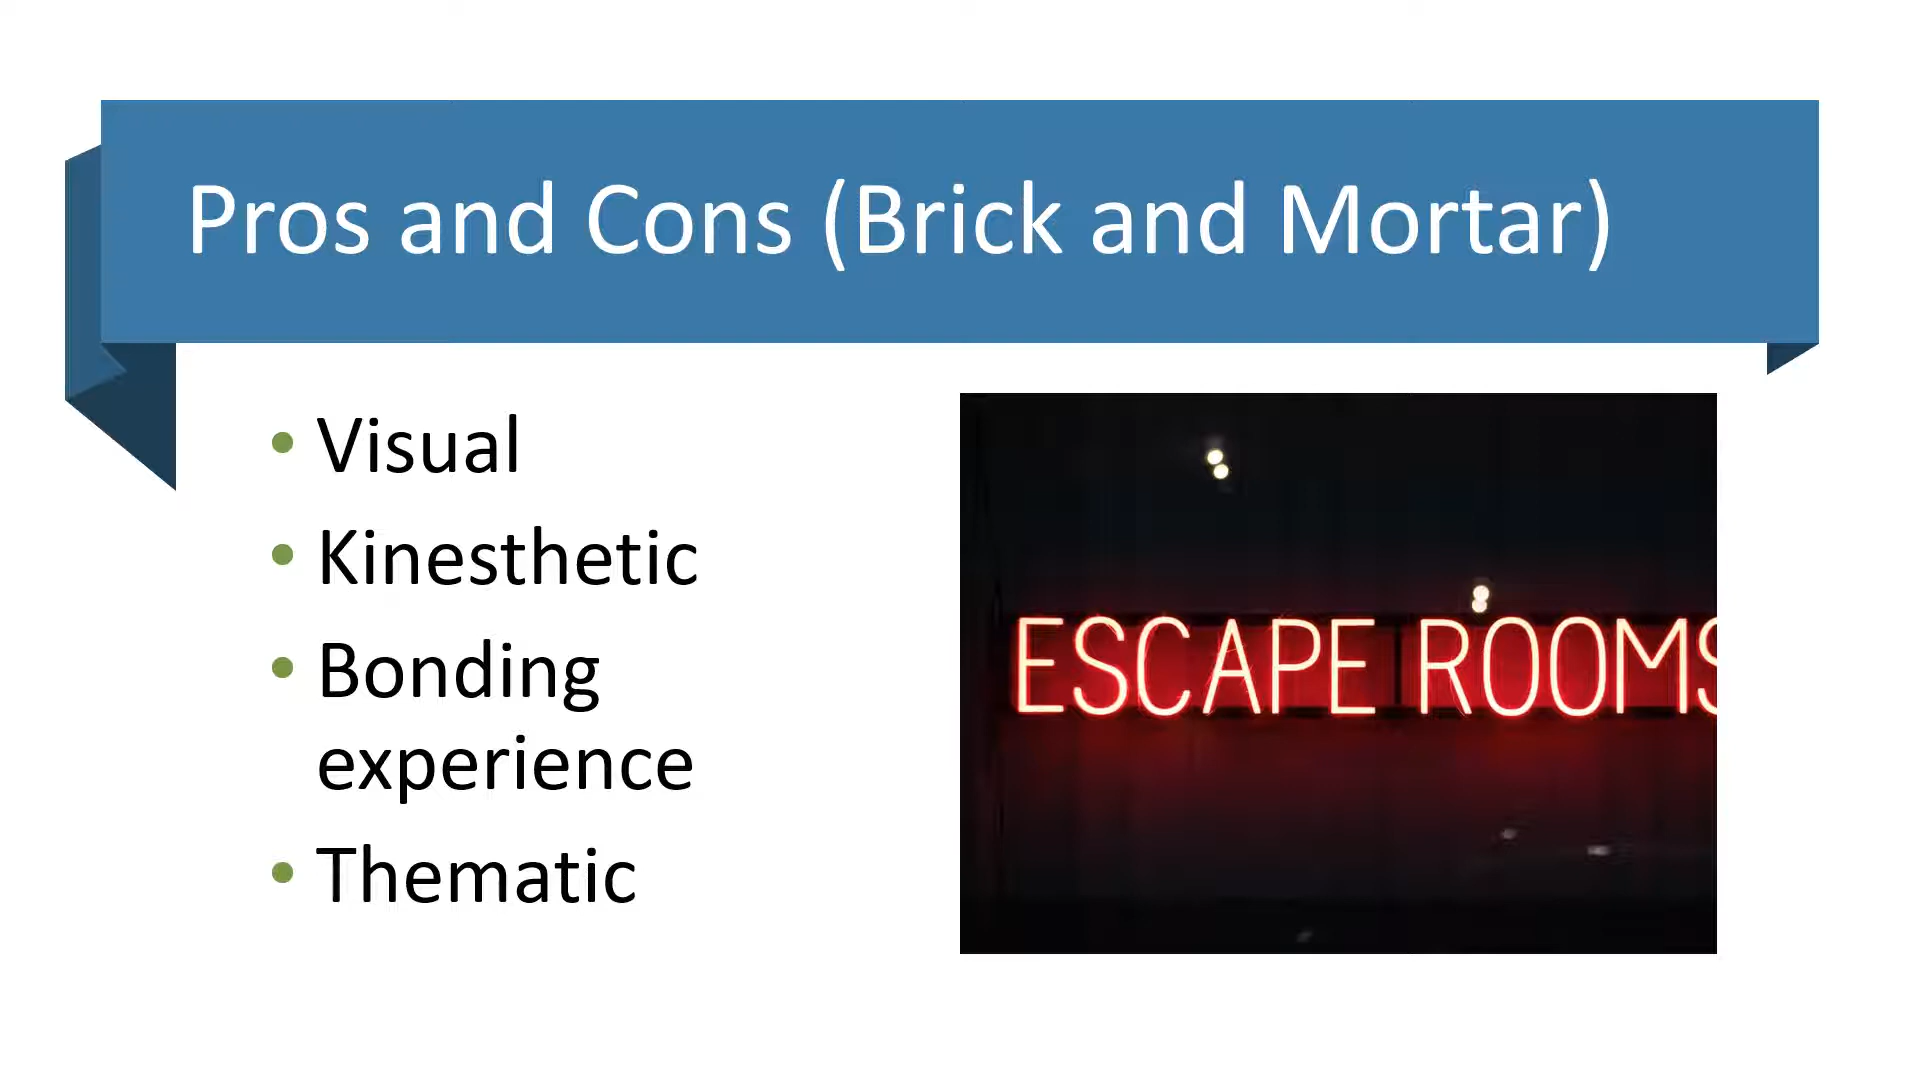 Pros and Cons (Brick and Mortar)
• Visual
• Kinesthetic
• Bonding
experience
• Thematic
ESCAPE ROOMS